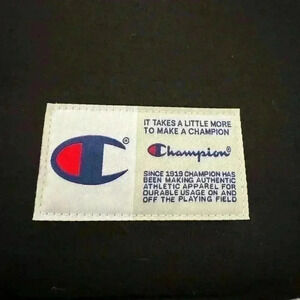 IT TAKES A LITTLE MORE
TO MAKE A CHAMPION
®
Champion®
SINCE 1919 CHAMPION HAS
BEEN MAKING AUTHENTIC
ATHLETIC APPAREL FOR
DURABLE USAGE ON AND
OFF THE PLAYING FIELD